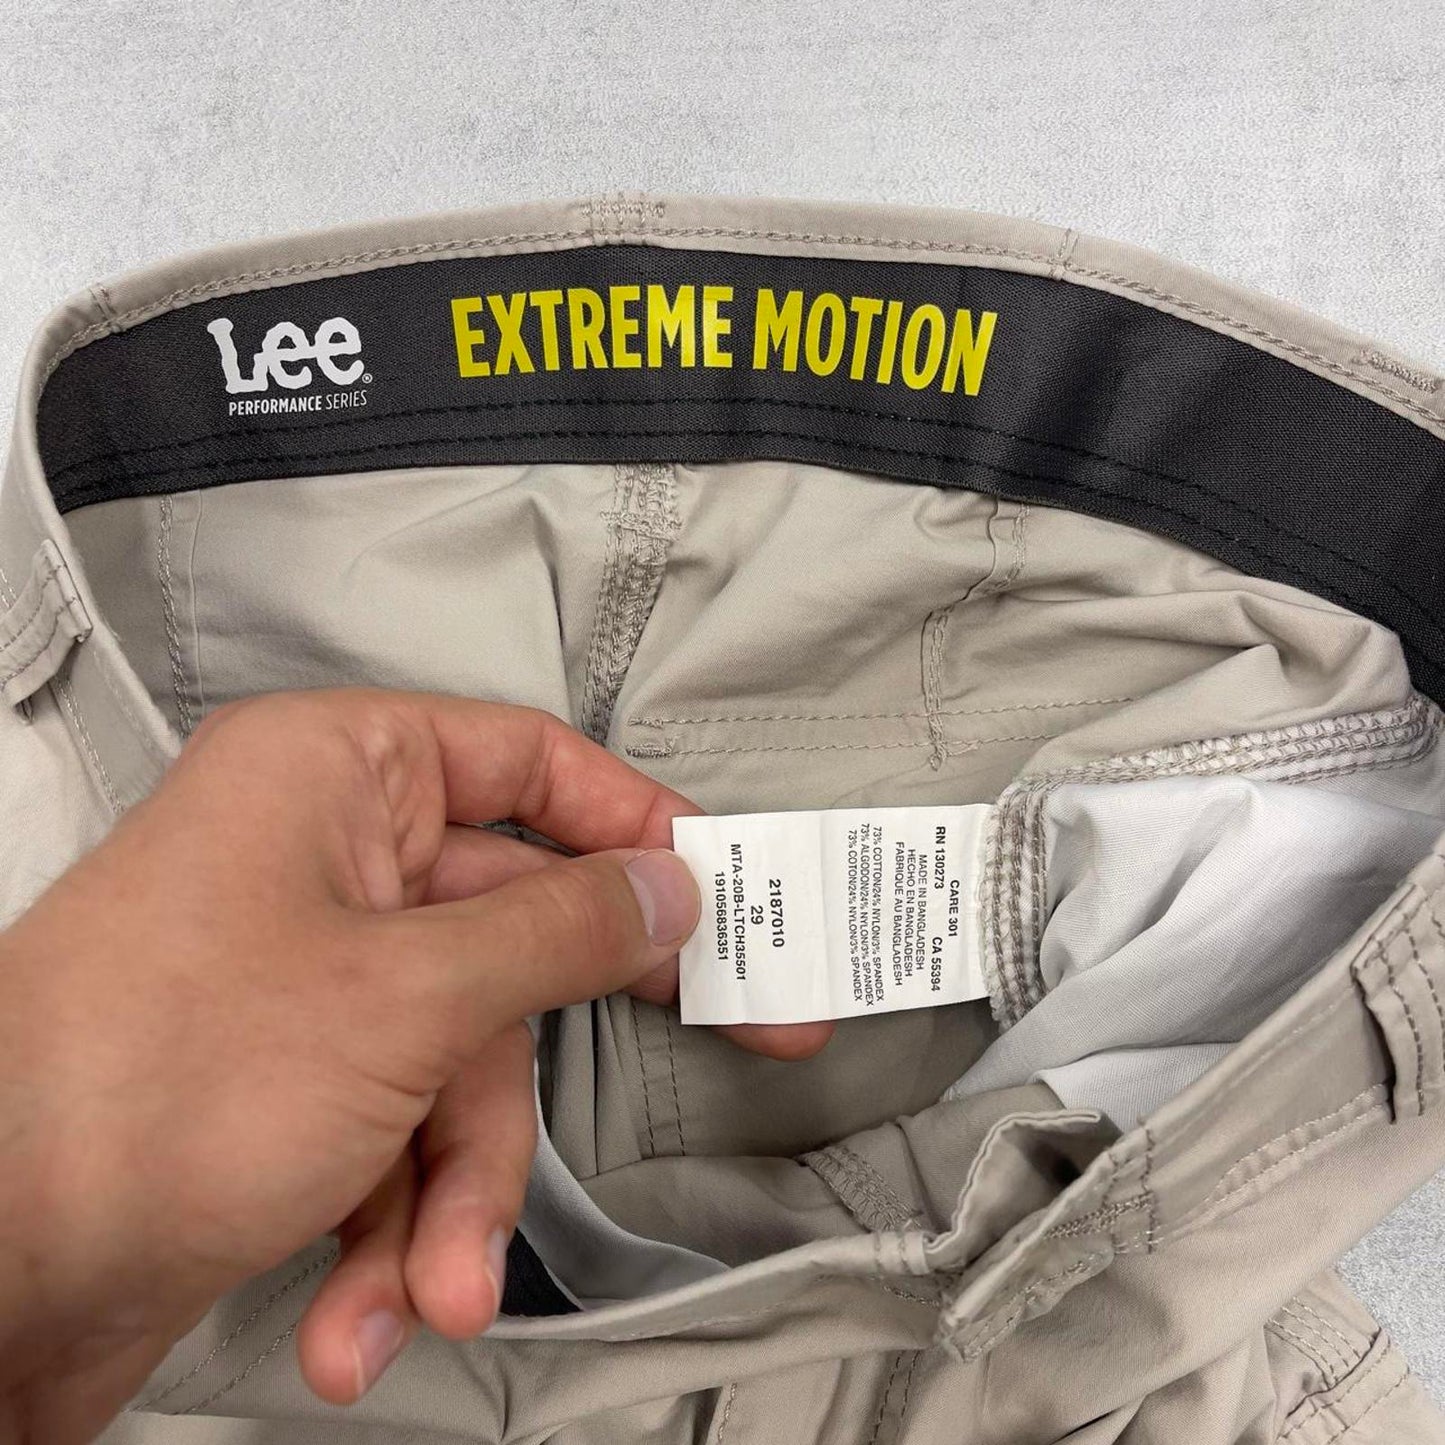 Lee®
PERFORMANCE SERIES
EXTREME MOTION
CARE 301
RN 130273 CA 55394
MADE IN BANGLADESH
HECHO EN BANGLADESH
FABRIQUE AU BANGLADESH
73% COTTON/24% NYLON/3% SPANDEX
73% ALGODON/24% NYLON/3% SPANDEX
73% COTON/24% NYLON/3% SPANDEX
2187010
29
MTA-20B-LTCH35501
191056836351